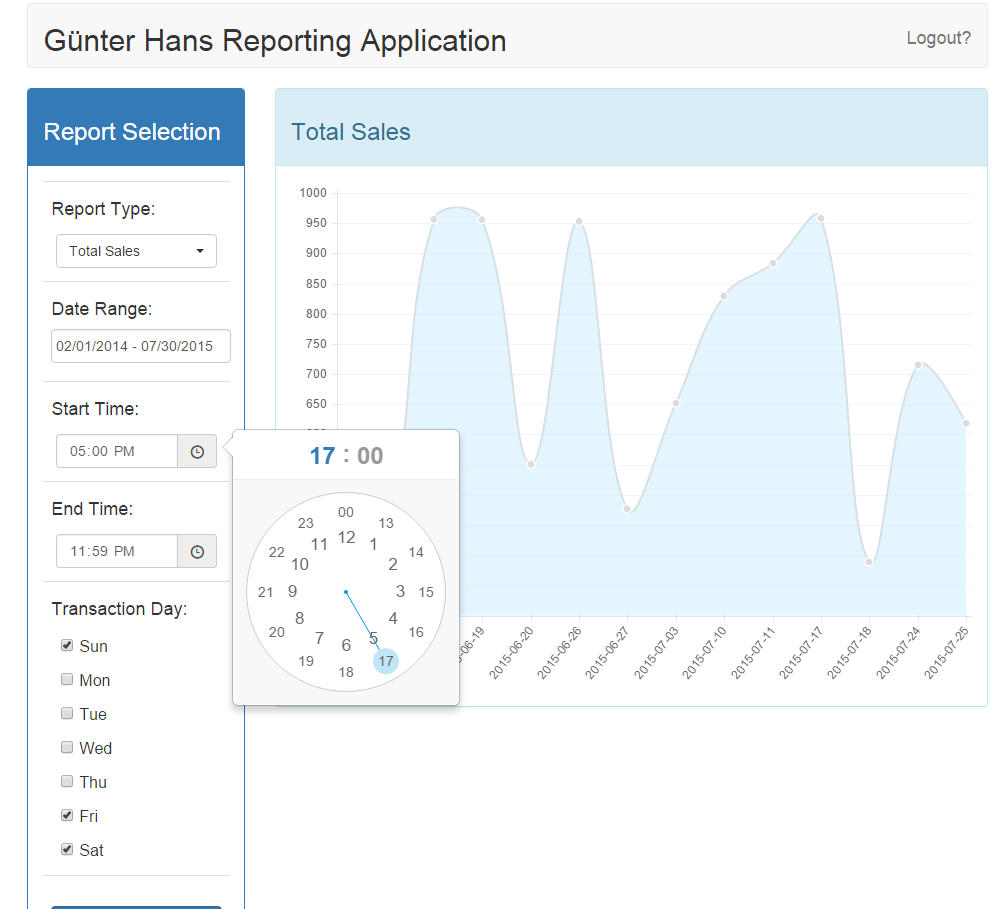 Günter Hans Reporting Application
Logout?
Report Selection
Report Type:
Total Sales
Date Range:
02/01/2014 - 07/30/2015
Start Time:
05:00 PM
End Time:
11:59 PM
Transaction Day:
Sun
Mon
Tue
Wed
Thu
Fri
Sat
Total Sales
1000
950
900
850
800
750
700
650
17 : 00
00
13
14
15
16
17
18
19
20
21
22
23
12
1
2
3
4
5
6
7
8
9
10
11
06-19
2015-06-20
2015-06-26
2015-06-27
2015-07-03
2015-07-10
2015-07-11
2015-07-17
2015-07-18
2015-07-24
2015-07-25